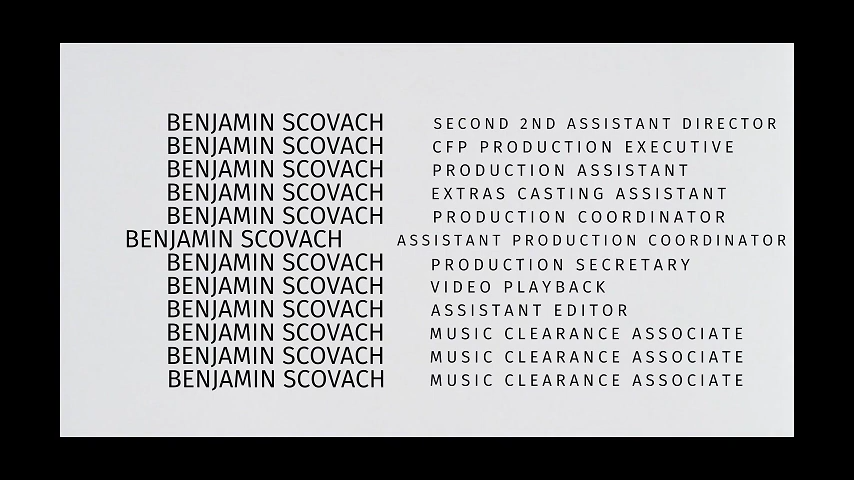 BENJAMIN SCOVACH SECOND 2ND ASSISTANT DIRECTOR
BENJAMIN SCOVACH CFP PRODUCTION EXECUTIVE
BENJAMIN SCOVACH PRODUCTION ASSISTANT
BENJAMIN SCOVACH EXTRAS CASTING ASSISTANT
BENJAMIN SCOVACH PRODUCTION COORDINATOR
BENJAMIN SCOVACH ASSISTANT PRODUCTION COORDINATOR
BENJAMIN SCOVACH PRODUCTION SECRETARY
BENJAMIN SCOVACH VIDEO PLAYBACK
BENJAMIN SCOVACH ASSISTANT EDITOR
BENJAMIN SCOVACH MUSIC CLEARANCE ASSOCIATE
BENJAMIN SCOVACH MUSIC CLEARANCE ASSOCIATE
BENJAMIN SCOVACH MUSIC CLEARANCE ASSOCIATE